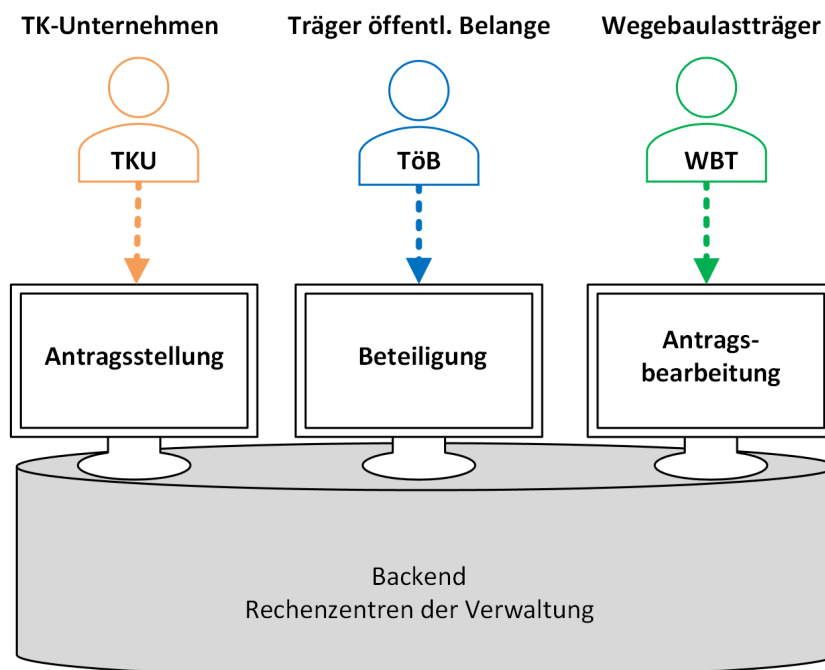 TK-Unternehmen
Träger öffentl. Belange
Wegebaulastträger
TKU
TöB
WBT
Antragsstellung
Beteiligung
Antrags-
bearbeitung
Backend
Rechenzentren der Verwaltung